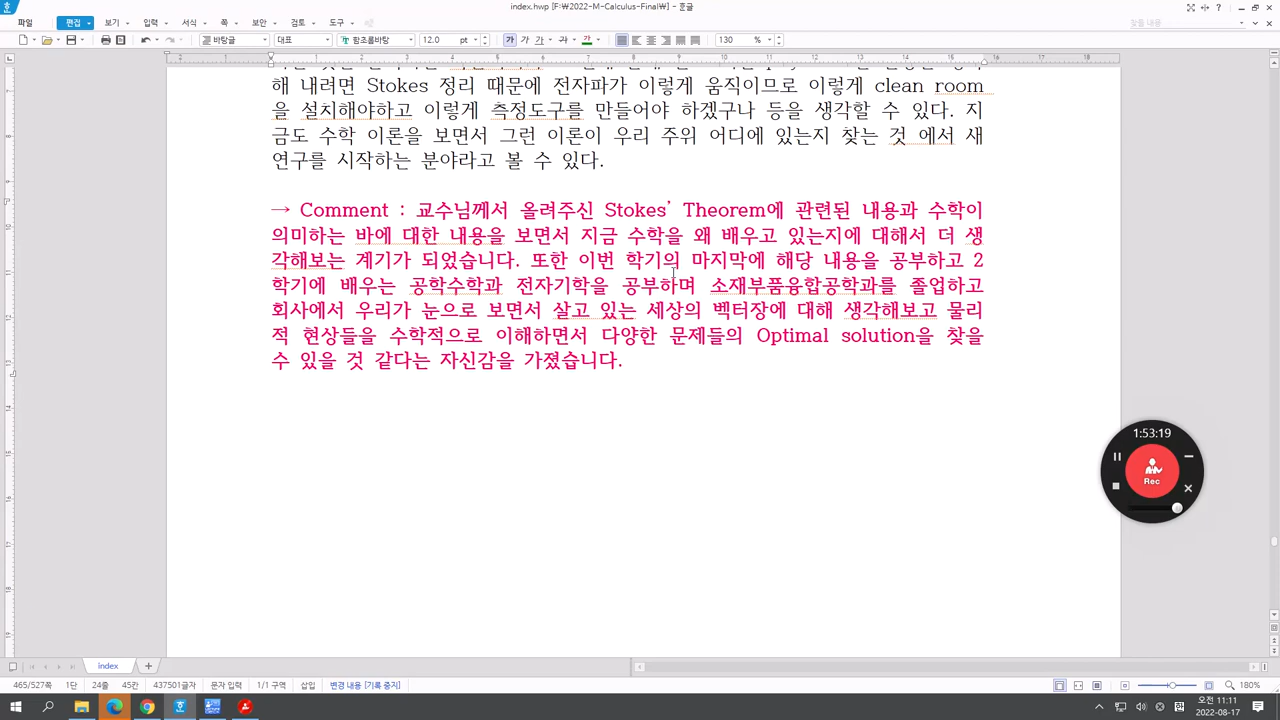 index.hwp [F:\2022-M-Calculus-Final\] - 훈글
파일 편집 보기 입력 서식 쪽 보안 검토 도구 찾을 내용
바탕글 대표 함초롬바탕 12.0 pt 가 가 가 가 가 130 %
해 내려면 Stokes 정리 때문에 전자파가 이렇게 움직이므로 이렇게 clean room
을 설치해야하고 이렇게 측정도구를 만들어야 하겠구나 등을 생각할 수 있다. 지
금도 수학 이론을 보면서 그런 이론이 우리 주위 어디에 있는지 찾는 것 에서 새
연구를 시작하는 분야라고 볼 수 있다.
→ Comment : 교수님께서 올려주신 Stokes' Theorem에 관련된 내용과 수학이
의미하는 바에 대한 내용을 보면서 지금 수학을 왜 배우고 있는지에 대해서 더 생
각해보는 계기가 되었습니다. 또한 이번 학기의 마지막에 해당 내용을 공부하고 2
학기에 배우는 공학수학과 전자기학을 공부하며 소재부품융합공학과를 졸업하고
회사에서 우리가 눈으로 보면서 살고 있는 세상의 벡터장에 대해 생각해보고 물리
적 현상들을 수학적으로 이해하면서 다양한 문제들의 Optimal solution을 찾을
수 있을 것 같다는 자신감을 가졌습니다.
1:53:19
Rec
index
465/527쪽 1단 24줄 45칸 437501글자 문자 입력 1/1 구역 삽입 변경 내용 [기록 중지] 180%
오전 11:11
2022-08-17